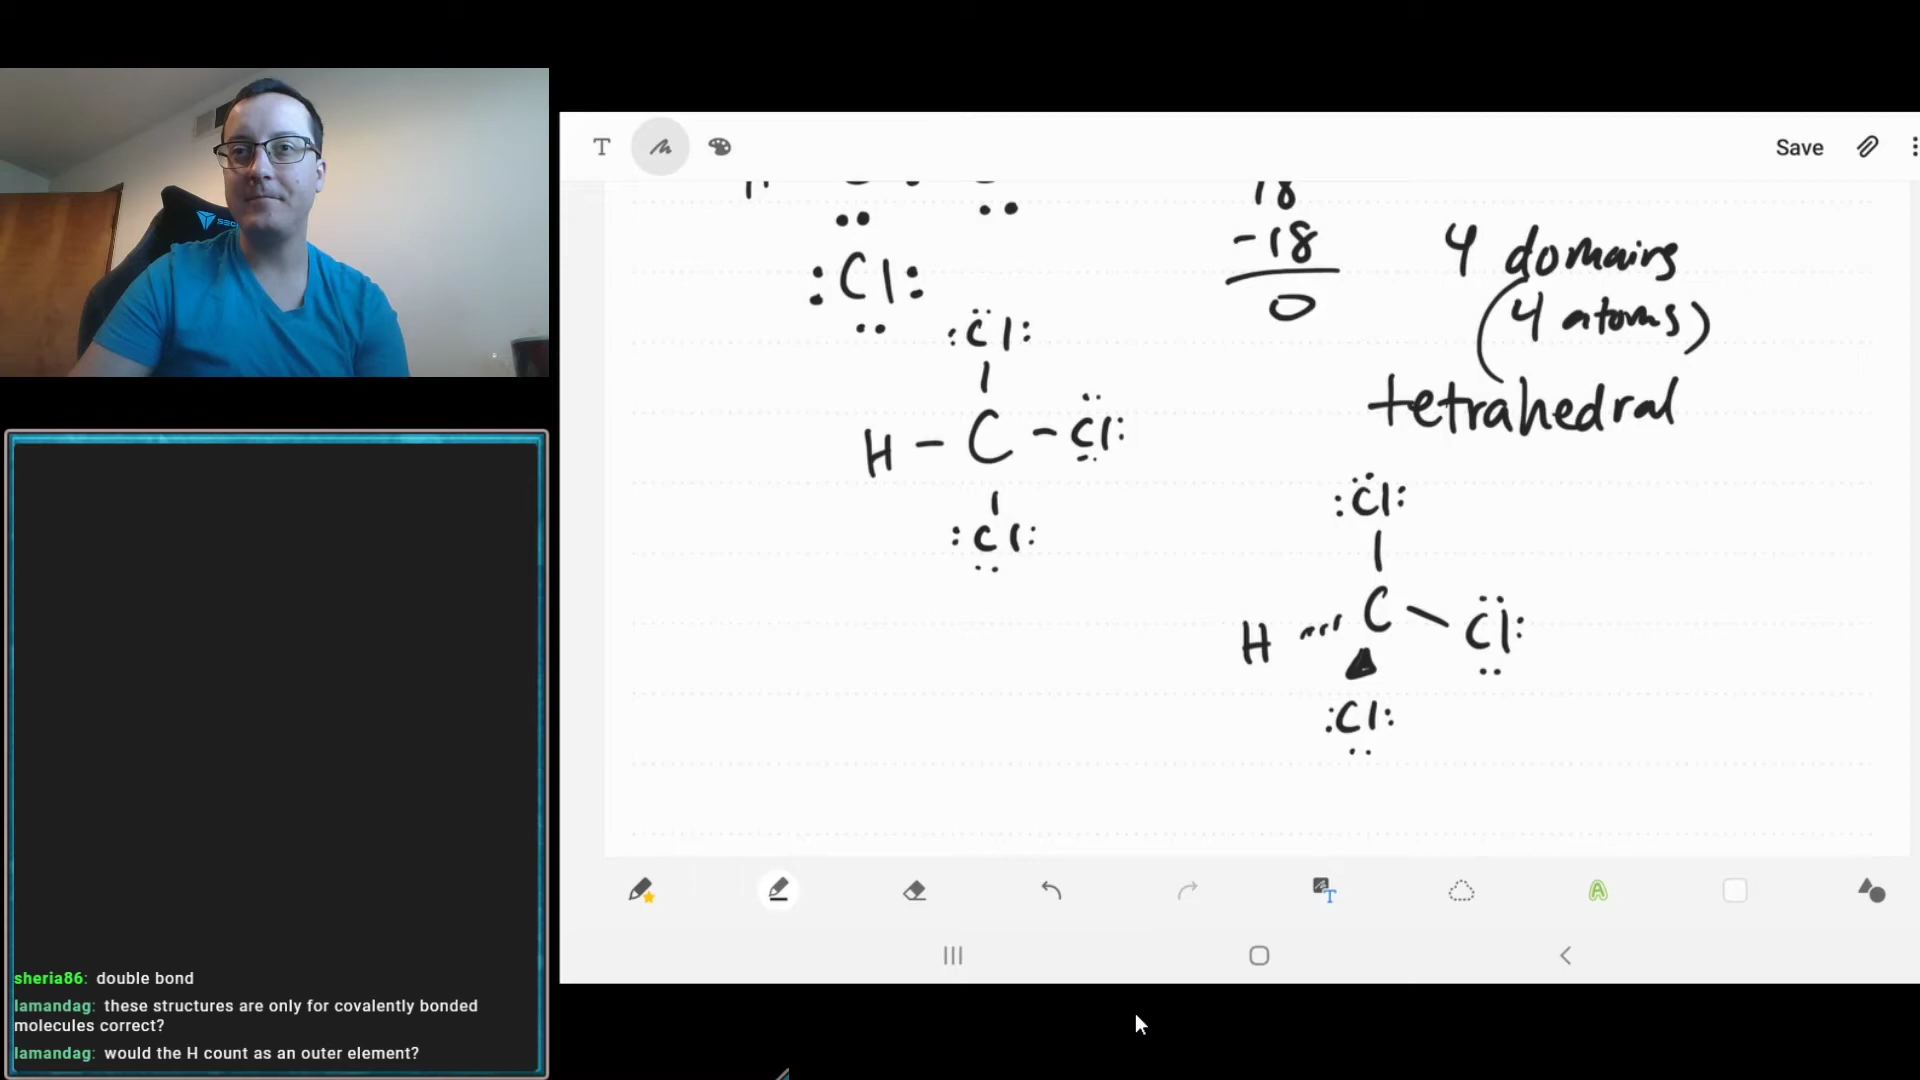 T
Save
H
18
-18
0
:Cl:
4 domains
(4 atoms)
tetrahedral
:Cl:
H - C - Cl:
:Cl:
:Cl:
H C Cl:
:Cl:
T
A
sheria86: double bond
lamandag: these structures are only for covalently bonded
molecules correct?
lamandag: would the H count as an outer element?